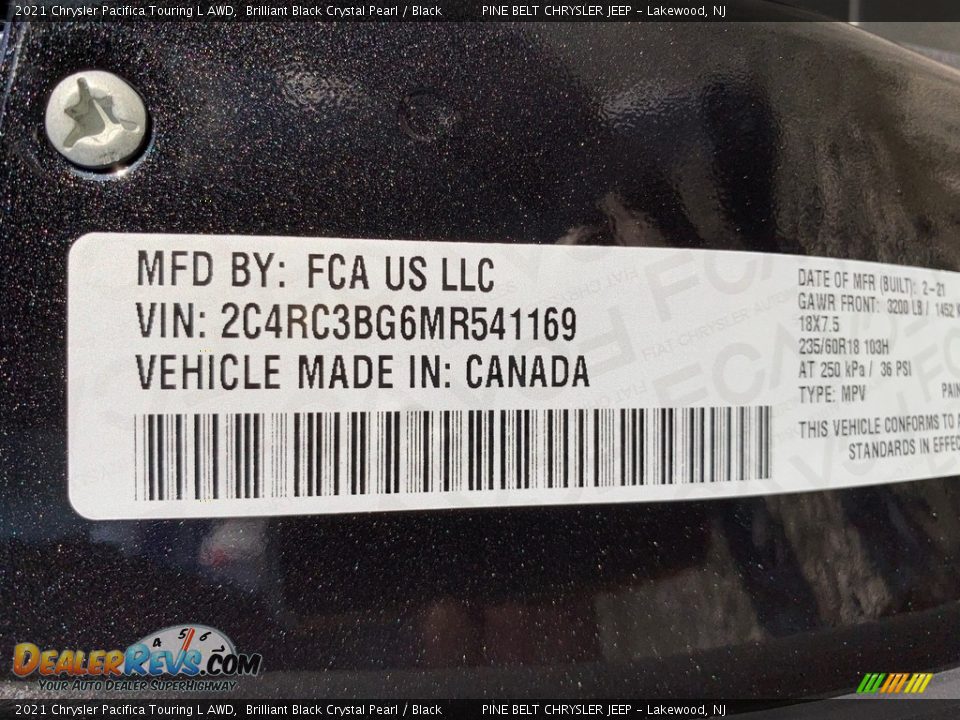 2021 Chrysler Pacifica Touring L AWD, Brilliant Black Crystal Pearl / Black PINE BELT CHRYSLER JEEP - Lakewood, NJ
MFD BY: FCA US LLC
VIN: 2C4RC3BG6MR541169
VEHICLE MADE IN: CANADA
DATE OF MFR (BUILT): 2-21
GAWR FRONT: 3200 LB / 1452 K
18X7.5
235/60R18 103H
AT 250 kPa / 36 PSI
TYPE: MPV PAIN
THIS VEHICLE CONFORMS TO A
STANDARDS IN EFFEC
4 5 6
DEALERREVS.COM
YOUR AUTO DEALER SUPERHIGHWAY
2021 Chrysler Pacifica Touring L AWD, Brilliant Black Crystal Pearl / Black PINE BELT CHRYSLER JEEP - Lakewood, NJ